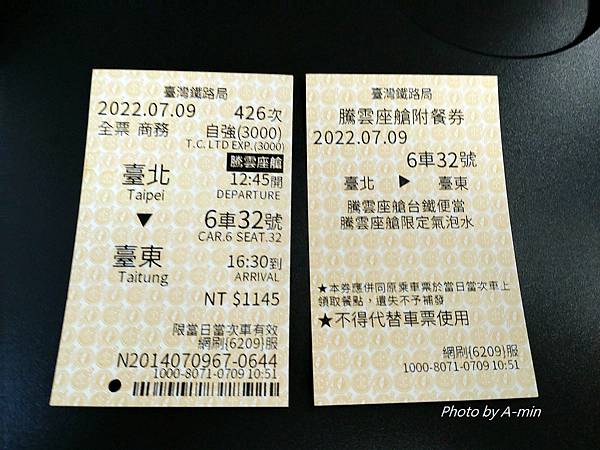 臺灣鐵路局
2022.07.09 426次
全票 商務 自強(3000)
T.C. LTD EXP.(3000)
騰雲座艙
臺北 12:45開
Taipei DEPARTURE
▼ 6車32號
CAR.6 SEAT.32
臺東 16:30到
Taitung ARRIVAL
NT $1145
限當日當次車有效
網刷{6209}服
N2014070967-0644
1000-8071-0709 10:51
臺灣鐵路局
騰雲座艙附餐券
2022.07.09
6車32號
臺北 ▶ 臺東
騰雲座艙台鐵便當
騰雲座艙限定氣泡水
★本券應併同原乘車票於當日當次車上
領取餐點，遺失不予補發
★不得代替車票使用
網刷{6209}服
1000-8071-0709 10:51
Photo by A-min